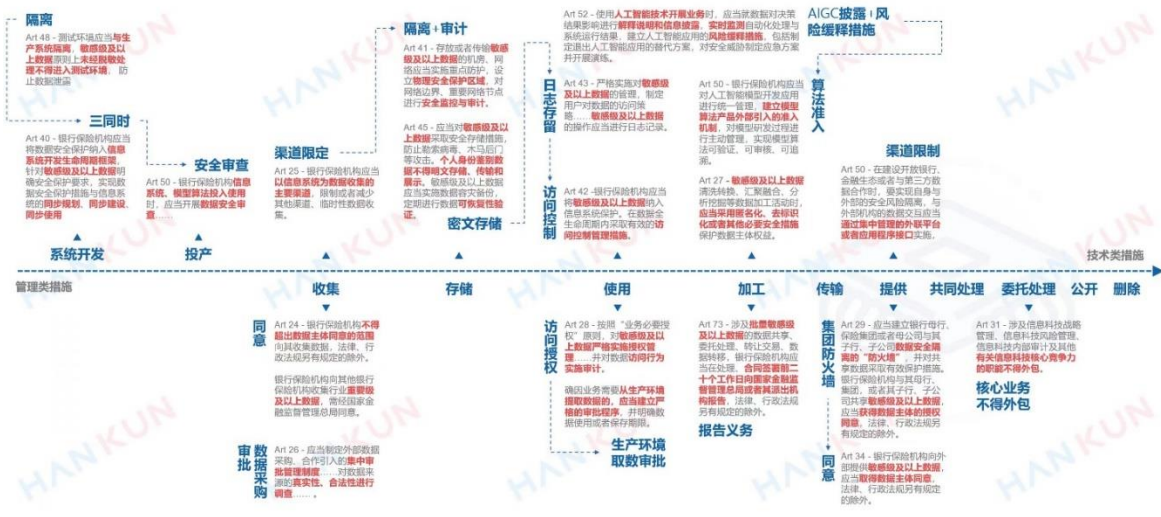 隔离
Art 48 - 测试环境应当与生
产系统隔离，敏感级及以
上数据原则上未经脱敏处
理不得进入测试环境， 防
止数据泄露
三同时
Art 40 - 银行保险机构应当
将数据安全保护纳入信息
系统开发生命周期框架，
针对敏感级及以上数据明
确安全保护要求，实现数
据安全保护措施与信息系
统的同步规划、同步建设、
同步使用
系统开发
安全审查
Art 50 - 银行保险机构信息
系统、模型算法投入使用
时，应当开展数据安全审
查……
投产
渠道限定
Art 25 - 银行保险机构应当
以信息系统为数据收集的
主要渠道，限制或者减少
其他渠道、临时性数据收
集。
隔离+审计
Art 41 - 存放或者传输敏感
级及以上数据的机房、网
络应当实施重点防护，设
立物理安全保护区域，对
网络边界、重要网络节点
进行安全监控与审计。
Art 45 - 应当对敏感级及以
上数据采取安全存储措施，
防止勒索病毒、木马后门
等攻击。个人身份鉴别数
据不得明文存储、传输和
展示。敏感级及以上数据
应当实施数据容灾备份，
定期进行数据可恢复性验
证。
密文存储
Art 52 - 使用人工智能技术开展业务时，应当就数据对决策
结果影响进行解释说明和信息披露，实时监测自动化处理与
系统运行结果，建立人工智能应用的风险缓释措施，包括制
定退出人工智能应用的替代方案，对安全威胁制定应急方案
并开展演练。
AIGC披露+风
险缓释措施
日志存留
Art 43 - 严格实施对敏感级
及以上数据的管理，制定
用户对数据的访问策
略……敏感级及以上数据
的操作应当进行日志记录。
访问控制
Art 42 -银行保险机构应当
将敏感级及以上数据纳入
信息系统保护。在数据全
生命周期内采取有效的访
问控制管理措施。
Art 50 - 银行保险机构应当
对人工智能模型开发应用
进行统一管理，建立模型
算法产品外部引入的准入
机制，对模型研发过程进
行主动管理，实现模型算
法可验证、可审核、可追
溯。
算法准入
Art 27 - 敏感级及以上数据
清洗转换、汇聚融合、分
析挖掘等数据加工活动时，
应当采用匿名化、去标识
化或者其他必要安全措施
保护数据主体权益。
渠道限制
Art 50 - 在建设开放银行、
金融生态或者与第三方数
据合作时，要实现自身与
外部的安全风险隔离，与
外部机构的数据交互应当
通过集中管理的外联平台
或者应用程序接口实施。
技术类措施
管理类措施
收集
存储
使用
加工
传输
提供
共同处理
委托处理
公开
删除
同意
Art 24 - 银行保险机构不得
超出数据主体同意的范围
向其收集数据，法律、行
政法规另有规定的除外。
银行保险机构向其他银行
保险机构收集行业重要级
及以上数据，需经国家金
融监督管理总局同意。
数据采购
审批
Art 26 - 应当制定外部数据
采购、合作引入的集中审
批管理制度……对数据来
源的真实性、合法性进行
调查……。
访问授权
Art 28 - 按照“业务必要授
权”原则，对敏感级及以
上数据严格实施授权管
理……并对数据访问行为
实施审计。
确因业务需要从生产环境
提取数据的，应当建立严
格的审批程序，并明确数
据使用或者保存期限。
生产环境
取数审批
Art 73 - 涉及批量敏感级
及以上数据的数据共享、
委托处理、转让交易、数
据转移，银行保险机构应
当在处理、合同签署前二
十个工作日向国家金融监
督管理总局或者其派出机
构报告，法律、行政法规
另有规定的除外。
报告义务
集团防火墙
Art 29 - 应当建立银行母行、
保险集团或者母公司与其
子行、子公司数据安全隔
离的“防火墙”，并对共
享数据采取有效保护措施。
银行保险机构与其母行、
集团，或者其子行、子公
司共享敏感级及以上数据，
应当获得数据主体的授权
同意，法律、行政法规另
有规定的除外。
同意
Art 34 - 银行保险机构向外
部提供敏感级及以上数据，
应当取得数据主体同意，
法律、行政法规另有规定
的除外。
Art 31 - 涉及信息科技战略
管理、信息科技风险管理、
信息科技内部审计及其他
有关信息科技核心竞争力
的职能不得外包。
核心业务
不得外包
HANKUN